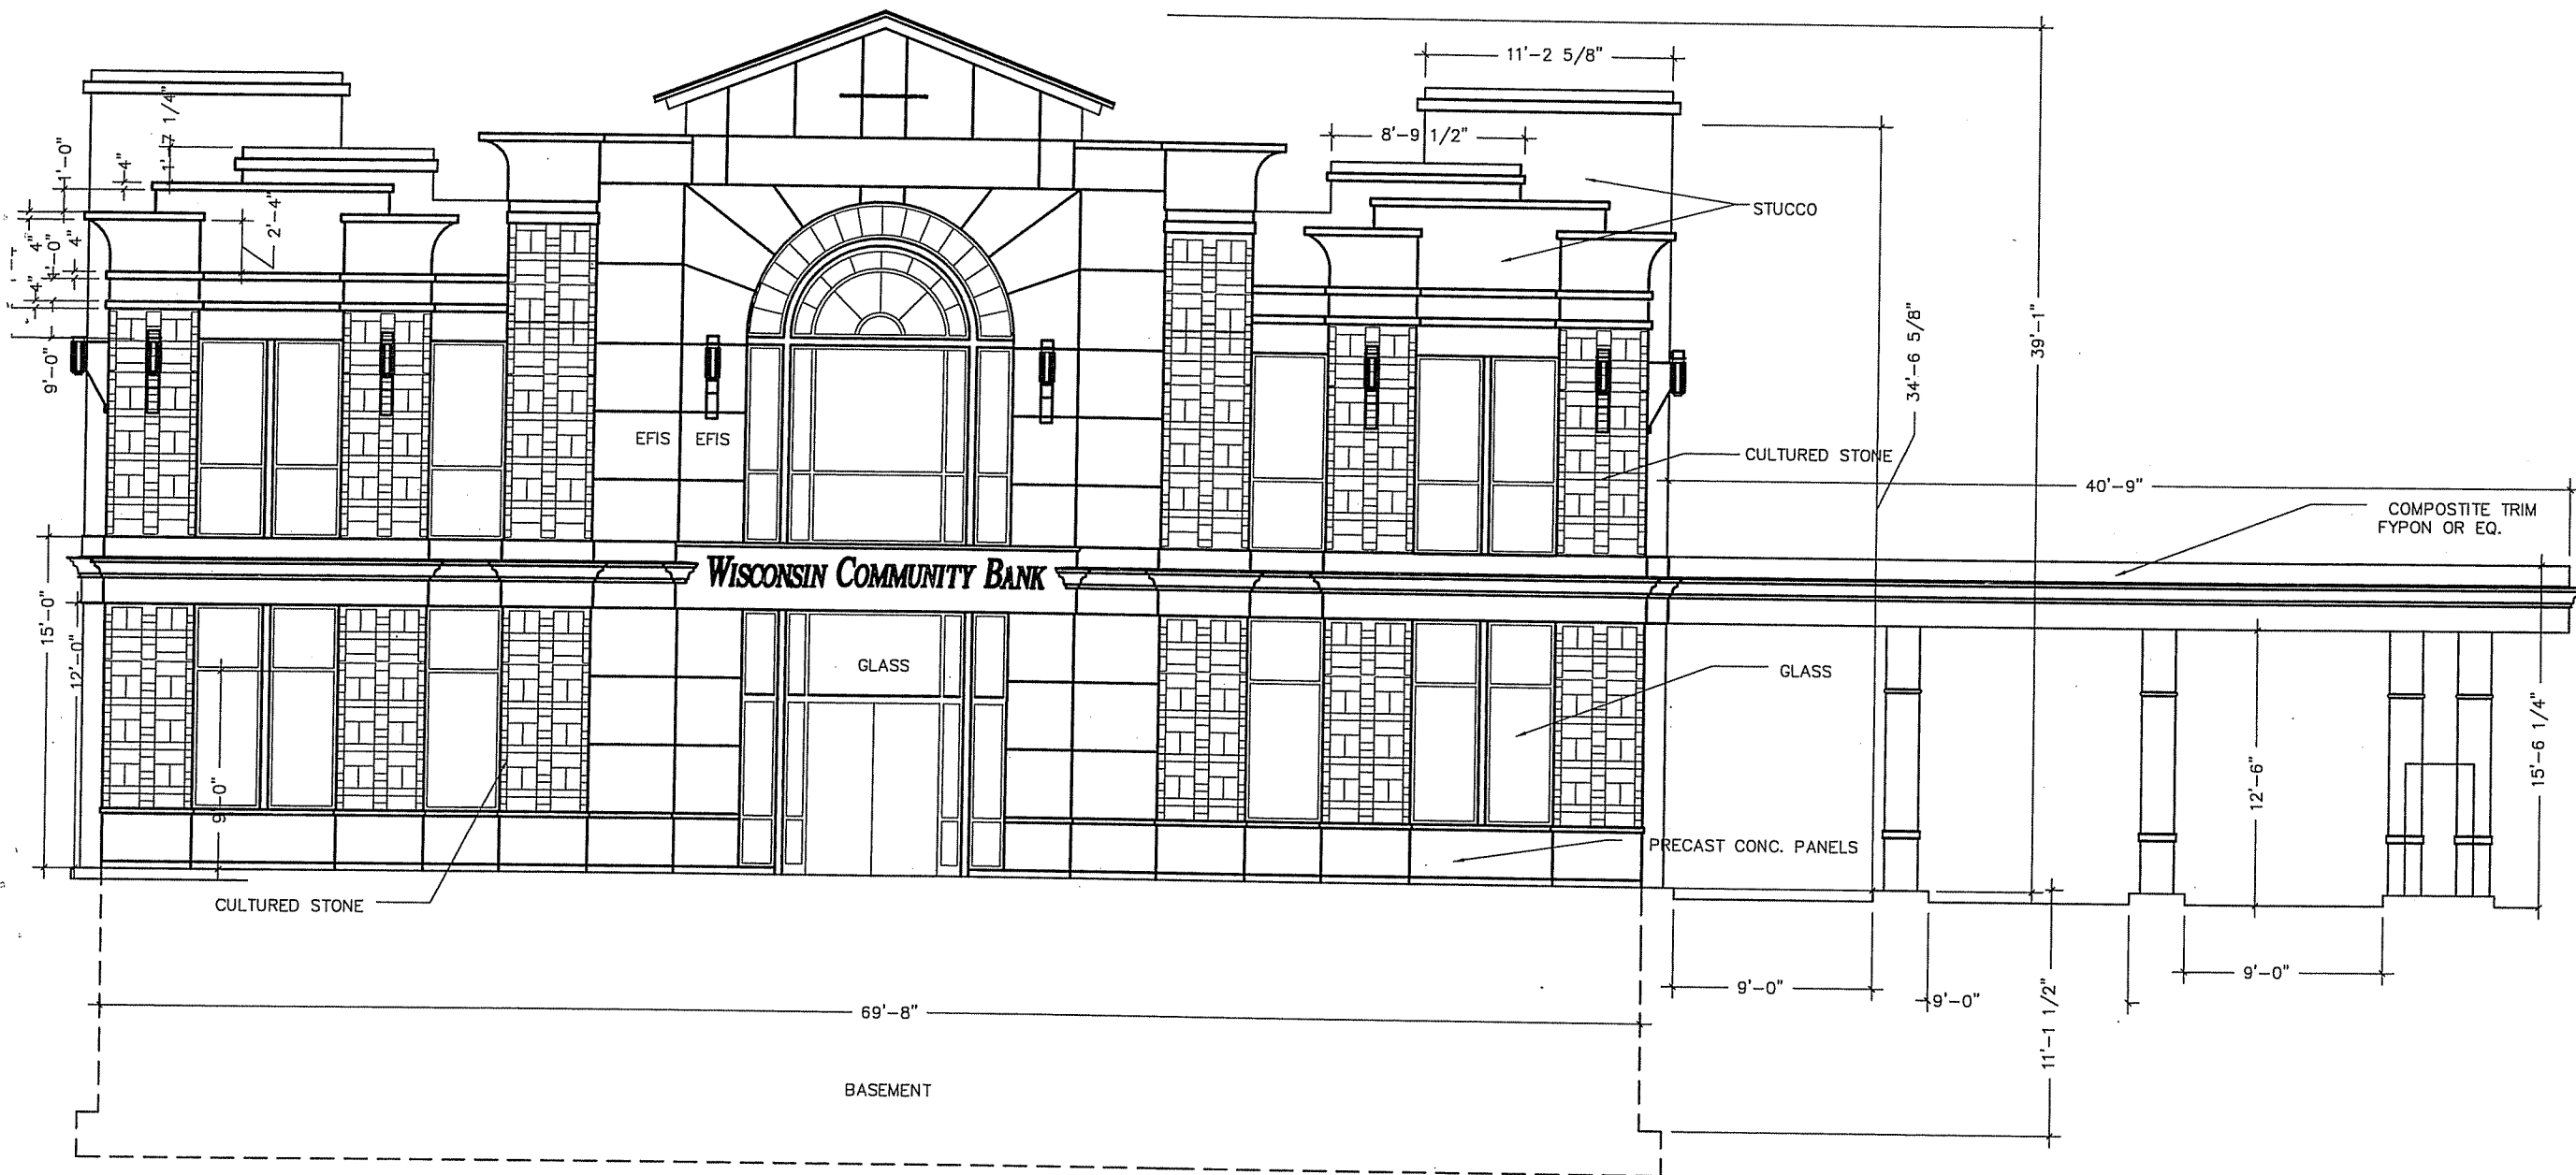 11'-2 5/8"
8'-9 1/2"
1'-7 1/4"
1'-0"
4"
2'-4"
4"
1'-0"
4"
4"
9'-0"
STUCCO
39'-1"
34'-6 5/8"
EFIS EFIS
CULTURED STONE
40'-9"
COMPOSTITE TRIM
FYPON OR EQ.
WISCONSIN COMMUNITY BANK
15'-0"
12'-0"
GLASS
GLASS
9'-0"
12'-6"
15'-6 1/4"
PRECAST CONC. PANELS
CULTURED STONE
9'-0"
9'-0"
9'-0"
69'-8"
11'-1 1/2"
BASEMENT